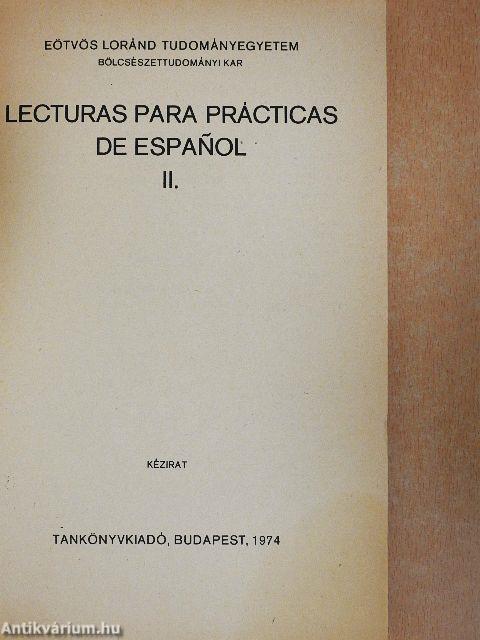 EÖTVÖS LORÁND TUDOMÁNYEGYETEM
BÖLCSÉSZETTUDOMÁNYI KAR
LECTURAS PARA PRÁCTICAS
DE ESPAÑOL
II.
KÉZIRAT
TANKÖNYVKIADÓ, BUDAPEST, 1974
Antikvárium.hu